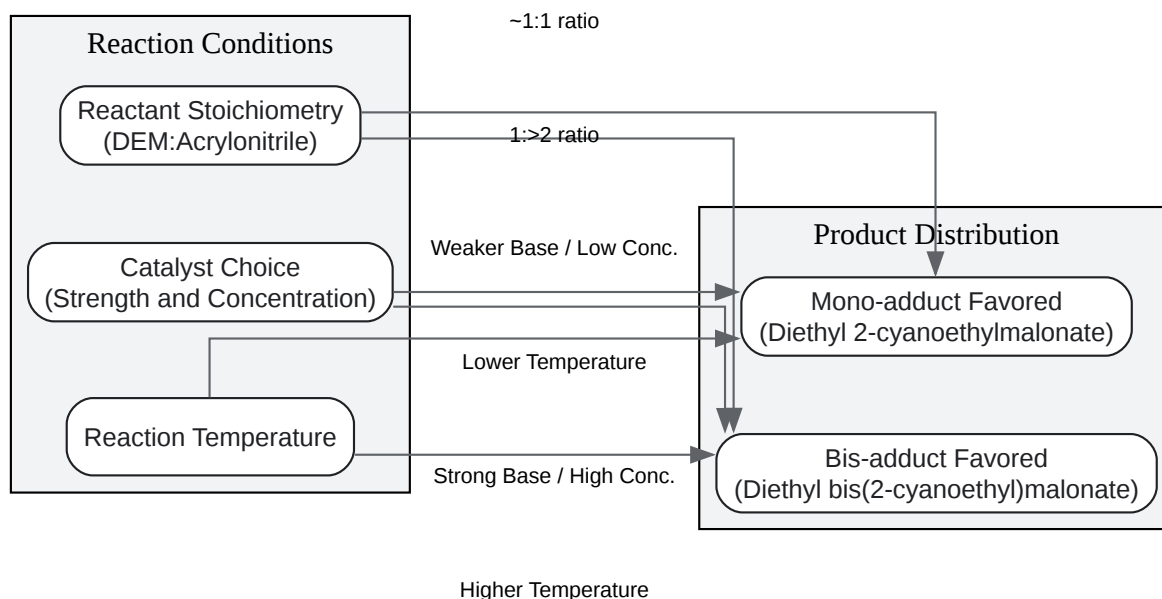 ~1:1 ratio
Reaction Conditions
Reactant Stoichiometry
(DEM:Acrylonitrile)
1:>2 ratio
Product Distribution
Weaker Base / Low Conc.
Catalyst Choice
(Strength and Concentration)
Mono-adduct Favored
(Diethyl 2-cyanoethylmalonate)
Lower Temperature
Reaction Temperature
Bis-adduct Favored
(Diethyl bis(2-cyanoethyl)malonate)
Strong Base / High Conc.
Higher Temperature